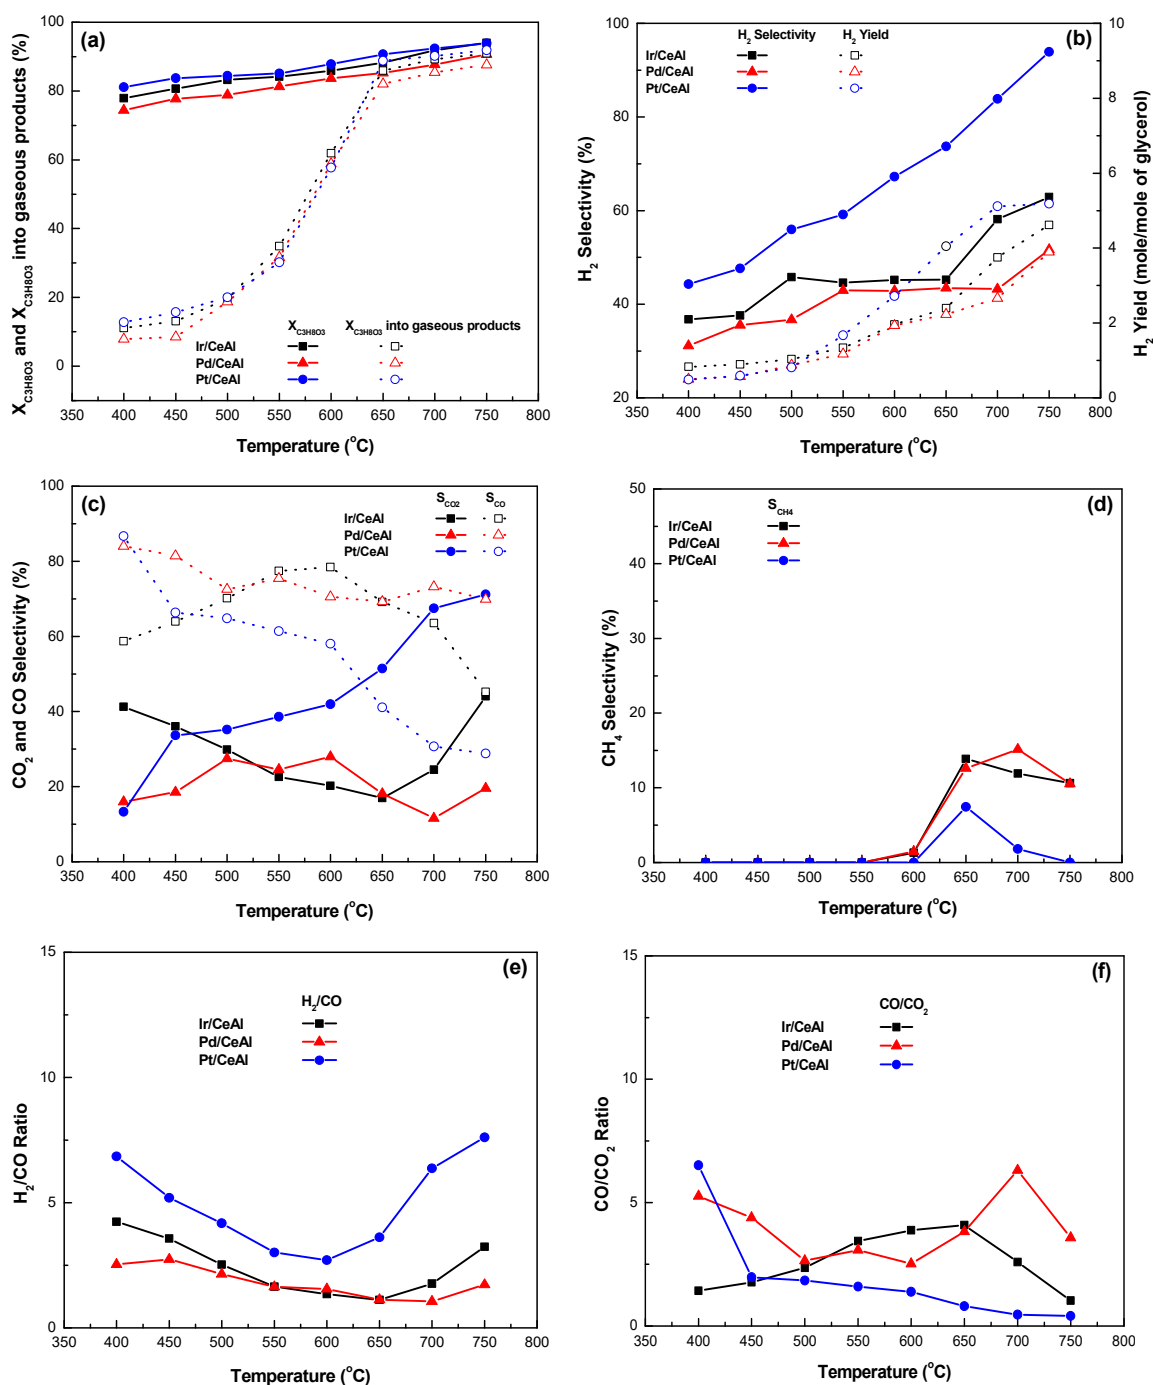 (a)
X_C3H8O3 and X_C3H8O3 into gaseous products (%)
100
80
60
40
20
0
X_C3H8O3 X_C3H8O3 into gaseous products
Ir/CeAl
Pd/CeAl
Pt/CeAl
350 400 450 500 550 600 650 700 750 800
Temperature (°C)
(b)
H2 Selectivity (%)
100
80
60
40
20
H2 Selectivity H2 Yield
Ir/CeAl
Pd/CeAl
Pt/CeAl
10
8
6
4
2
0
H2 Yield (mole/mole of glycerol)
350 400 450 500 550 600 650 700 750 800
Temperature (°C)
(c)
CO2 and CO Selectivity (%)
100
80
60
40
20
0
S_CO2 S_CO
Ir/CeAl
Pd/CeAl
Pt/CeAl
350 400 450 500 550 600 650 700 750 800
Temperature (°C)
(d)
CH4 Selectivity (%)
50
40
30
20
10
0
S_CH4
Ir/CeAl
Pd/CeAl
Pt/CeAl
350 400 450 500 550 600 650 700 750 800
Temperature (°C)
(e)
H2/CO Ratio
15
10
5
0
H2/CO
Ir/CeAl
Pd/CeAl
Pt/CeAl
350 400 450 500 550 600 650 700 750 800
Temperature (°C)
(f)
CO/CO2 Ratio
15
10
5
0
CO/CO2
Ir/CeAl
Pd/CeAl
Pt/CeAl
350 400 450 500 550 600 650 700 750 800
Temperature (°C)